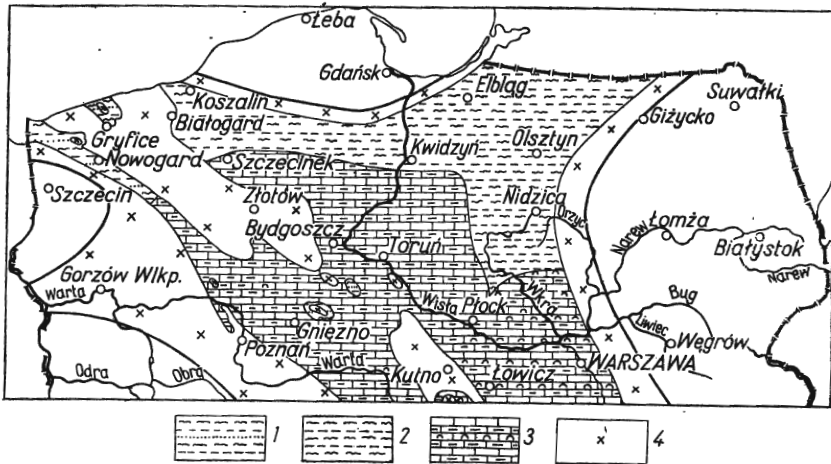 Łeba
Gdańsk
Elbląg
Suwałki
Koszalin
Giżycko
Białogard
Gryfice
Olsztyn
Nowogard
Szczecinek
Kwidzyń
Szczecin
Złotów
Nidzica
Orzyc
Narew
Łomża
Bydgoszcz
Białystok
Toruń
Narew
Gorzów Wlkp.
Warta
Wkra
Bug
Wisła
Płock
Liwiec
Gniezno
Węgrów
Poznań
Warta
WARSZAWA
Odra
Obra
Kutno
Łowicz
1
2
3
4